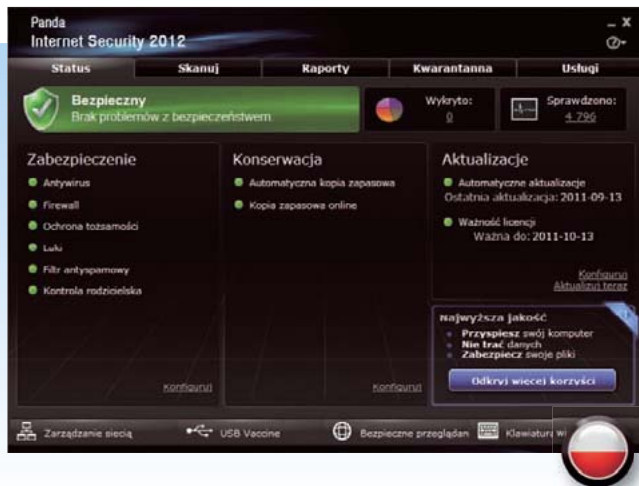 Panda
Internet Security 2012
Status Skanuj Raporty Kwarantanna Usługi
Bezpieczny
Brak problemów z bezpieczeństwem
Wykryto:
0
Sprawdzono:
4 796
Zabezpieczenie
Antywirus
Firewall
Ochrona tożsamości
Luki
Filtr antyspamowy
Kontrola rodzicielska
Konfiguruj
Konserwacja
Automatyczna kopia zapasowa
Kopia zapasowa online
Konfiguruj
Aktualizacje
Automatyczne aktualizacje
Ostatnia aktualizacja: 2011-09-13
Ważność licencji
Ważna do: 2011-10-13
Konfiguruj
Aktualizuj teraz
Najwyższa jakość
Przyspiesz swój komputer
Nie trać danych
Zabezpiecz swoje pliki
Odkryj więcej korzyści
Zarządzanie siecią USB Vaccine Bezpieczne przeglądan Klawiatura wi